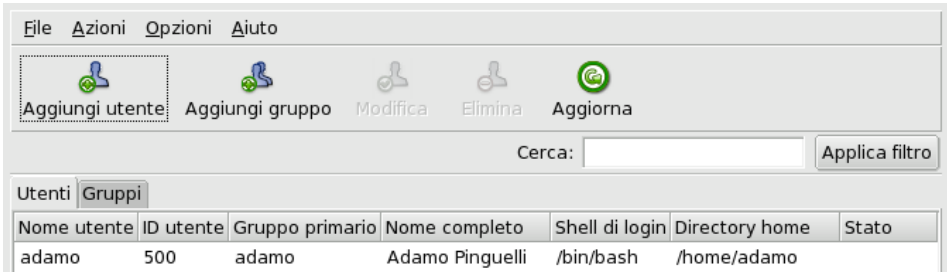 File Azioni Opzioni Aiuto
Aggiungi utente Aggiungi gruppo Modifica Elimina Aggiorna
Cerca: Applica filtro
Utenti Gruppi
Nome utente ID utente Gruppo primario Nome completo Shell di login Directory home Stato
adamo 500 adamo Adamo Pinguelli /bin/bash /home/adamo